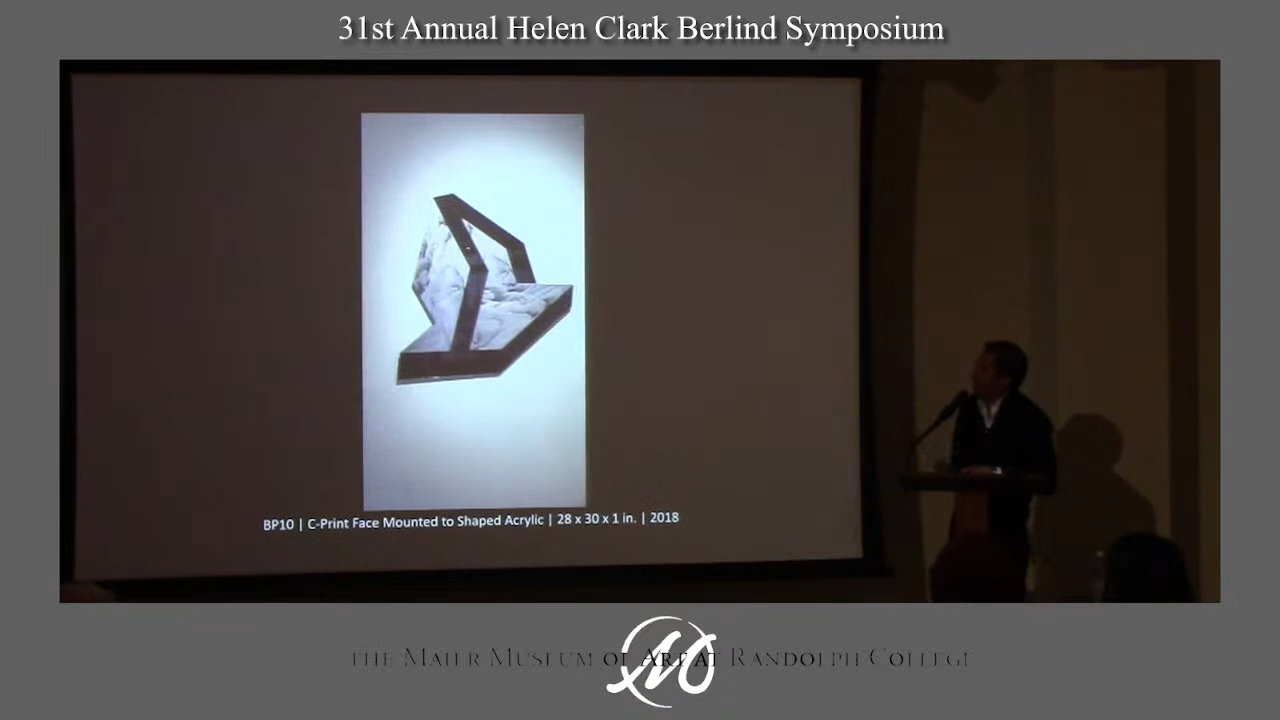 31st Annual Helen Clark Berlind Symposium
BP10 | C-Print Face Mounted to Shaped Acrylic | 28 x 30 x 1 in. | 2018
THE MAIER MUSEUM OF ART AT RANDOLPH COLLEGE
M